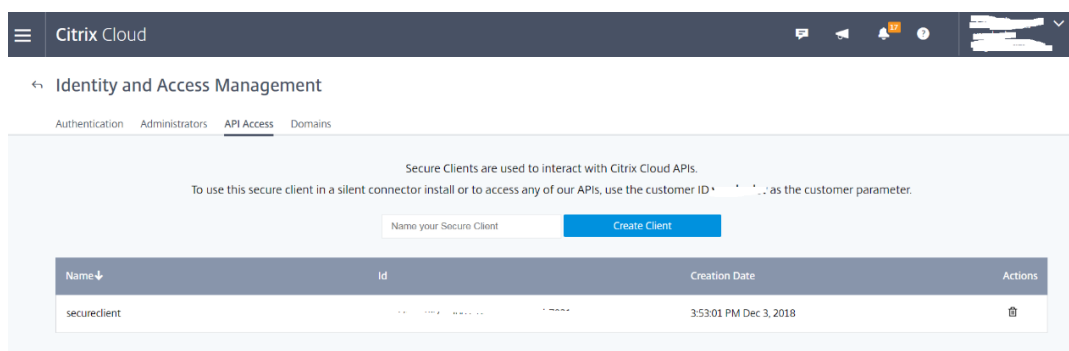 Citrix Cloud
17
Identity and Access Management
Authentication Administrators API Access Domains
Secure Clients are used to interact with Citrix Cloud APIs.
To use this secure client in a silent connector install or to access any of our APIs, use the customer ID as the customer parameter.
Name your Secure Client Create Client
Name Id Creation Date Actions
secureclient 3:53:01 PM Dec 3, 2018